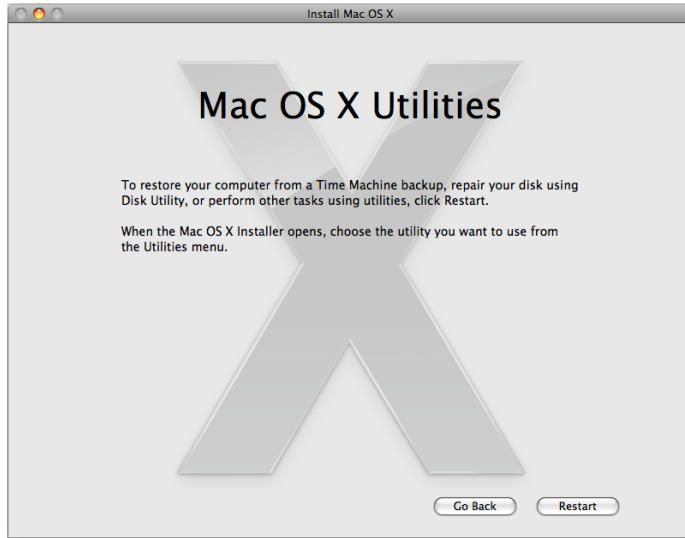 Install Mac OS X
Mac OS X Utilities
To restore your computer from a Time Machine backup, repair your disk using
Disk Utility, or perform other tasks using utilities, click Restart.
When the Mac OS X Installer opens, choose the utility you want to use from
the Utilities menu.
Go Back
Restart